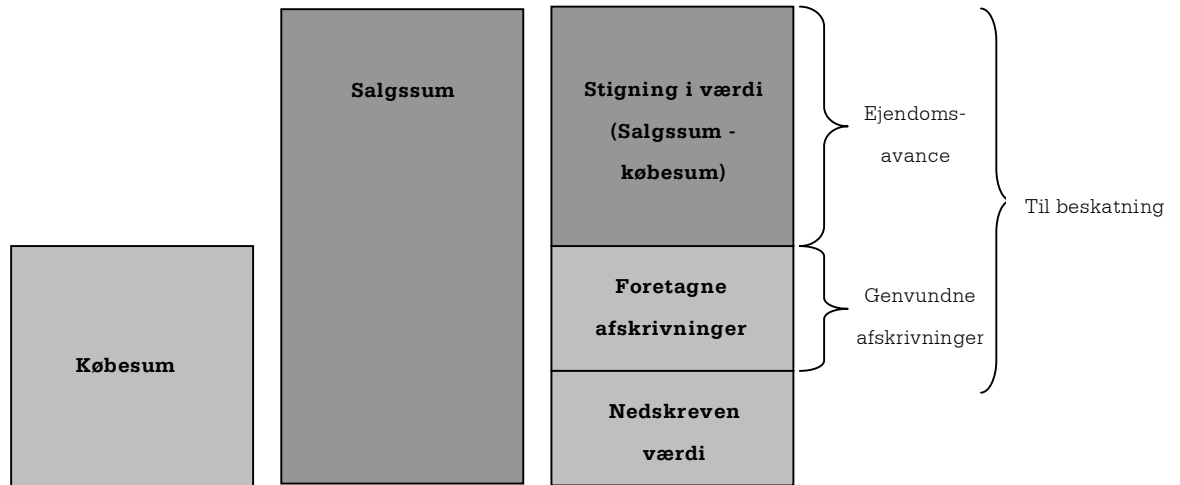 Købesum
Salgssum
Stigning i værdi
(Salgssum -
købesum)
Foretagne
afskrivninger
Nedskreven
værdi
Ejendoms-
avance
Genvundne
afskrivninger
Til beskatning